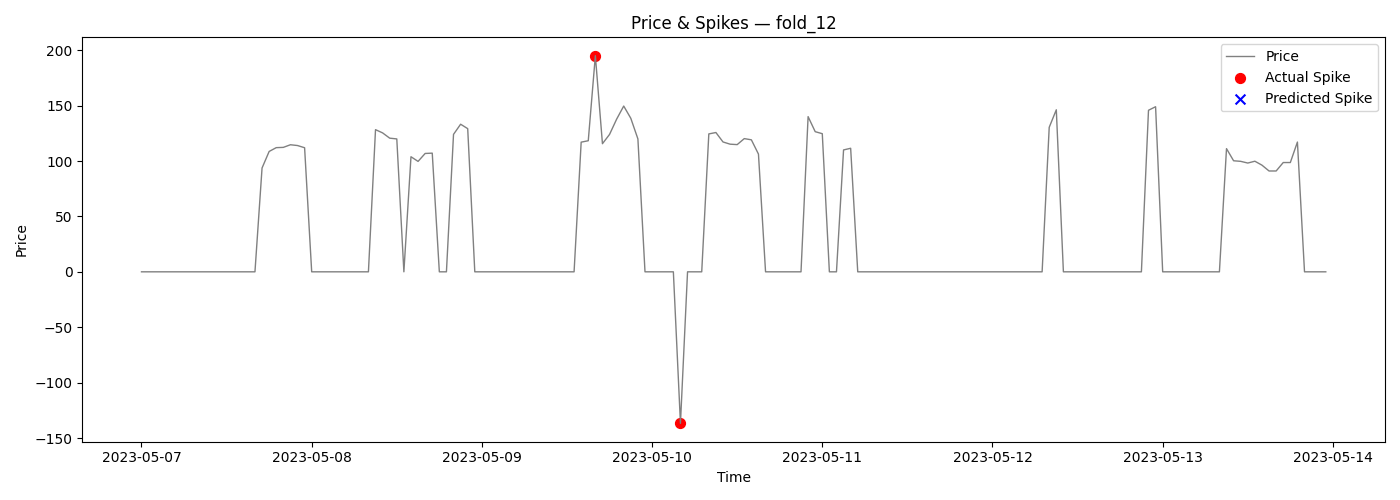 Price & Spikes — fold_12
Price
Actual Spike
Predicted Spike
200
150
100
50
0
−50
−100
−150
Price
2023-05-07
2023-05-08
2023-05-09
2023-05-10
2023-05-11
2023-05-12
2023-05-13
2023-05-14
Time